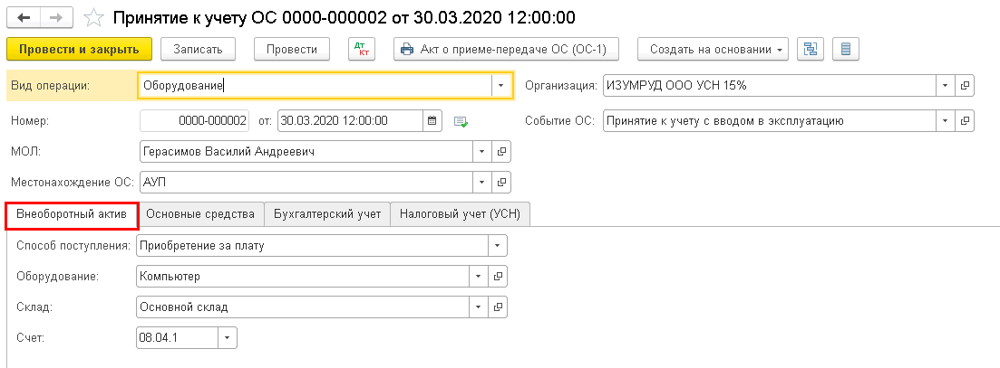 Принятие к учету ОС 0000-000002 от 30.03.2020 12:00:00
Провести и закрыть Записать Провести Дт Кт Акт о приеме-передаче ОС (ОС-1) Создать на основании
Вид операции: Оборудование Организация: ИЗУМРУД ООО УСН 15%
Номер: 0000-000002 от: 30.03.2020 12:00:00 Событие ОС: Принятие к учету с вводом в эксплуатацию
МОЛ: Герасимов Василий Андреевич
Местонахождение ОС: АУП
Внеоборотный актив Основные средства Бухгалтерский учет Налоговый учет (УСН)
Способ поступления: Приобретение за плату
Оборудование: Компьютер
Склад: Основной склад
Счет: 08.04.1